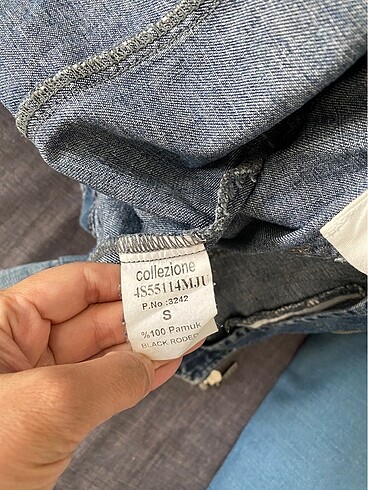 collezione
4S55114MJU
P.No :3242
S
%100 Pamuk
BLACK RODEO